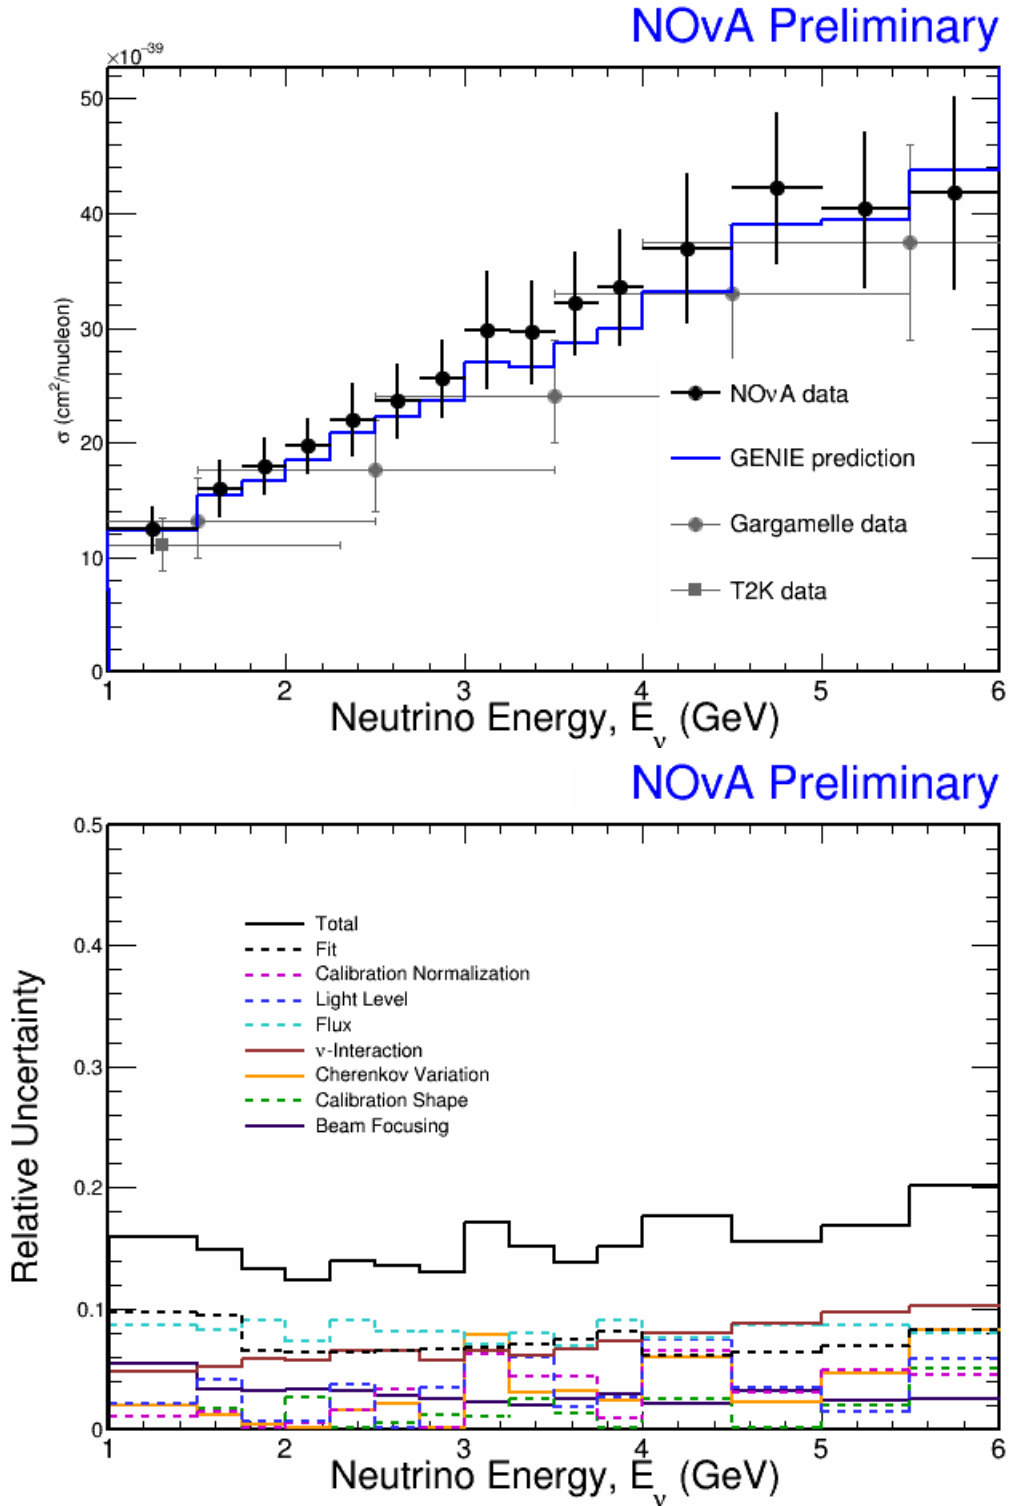 NOvA Preliminary
×10⁻³⁹
50
40
30
20
10
0
σ (cm²/nucleon)
NOνA data
GENIE prediction
Gargamelle data
T2K data
1 2 3 4 5 6
Neutrino Energy, Eᵥ (GeV)
NOvA Preliminary
0.5
0.4
0.3
0.2
0.1
0
Relative Uncertainty
Total
Fit
Calibration Normalization
Light Level
Flux
ν-Interaction
Cherenkov Variation
Calibration Shape
Beam Focusing
1 2 3 4 5 6
Neutrino Energy, Eᵥ (GeV)